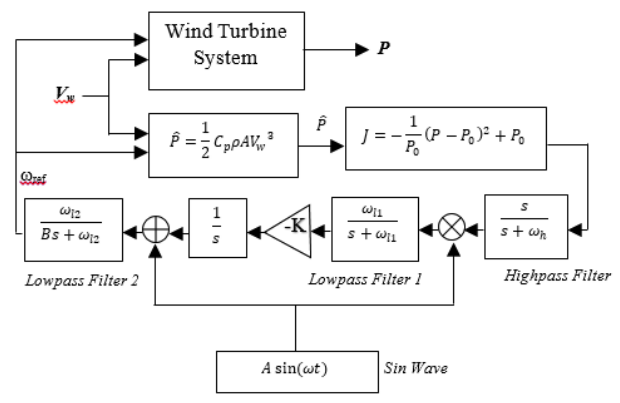 Wind Turbine
System
P
V_w
P̂ = 1/2 C_p ρAV_w^3
P̂
J = − 1/P_0 (P − P_0)^2 + P_0
ω_ref
ω_l2 / (Bs + ω_l2)
1/s
-K
ω_l1 / (s + ω_l1)
s / (s + ω_h)
Lowpass Filter 2
Lowpass Filter 1
Highpass Filter
A sin(ωt)
Sin Wave